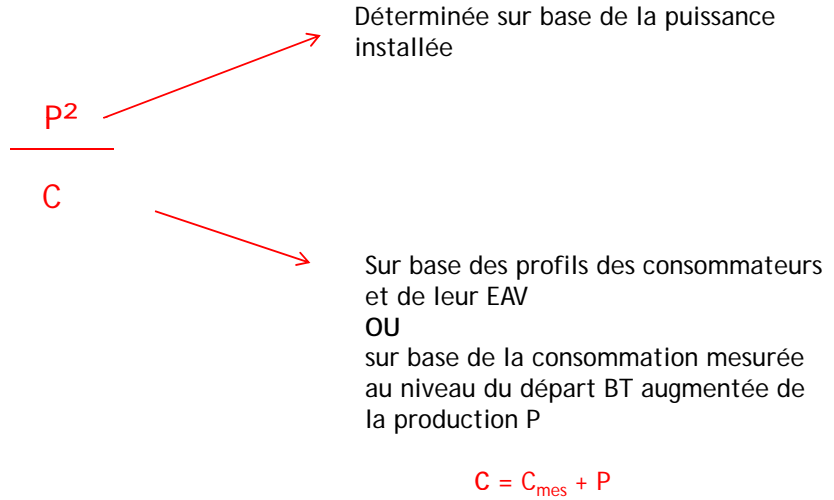 Déterminée sur base de la puissance
installée
P²
C
Sur base des profils des consommateurs
et de leur EAV
OU
sur base de la consommation mesurée
au niveau du départ BT augmentée de
la production P
C = Cmes + P